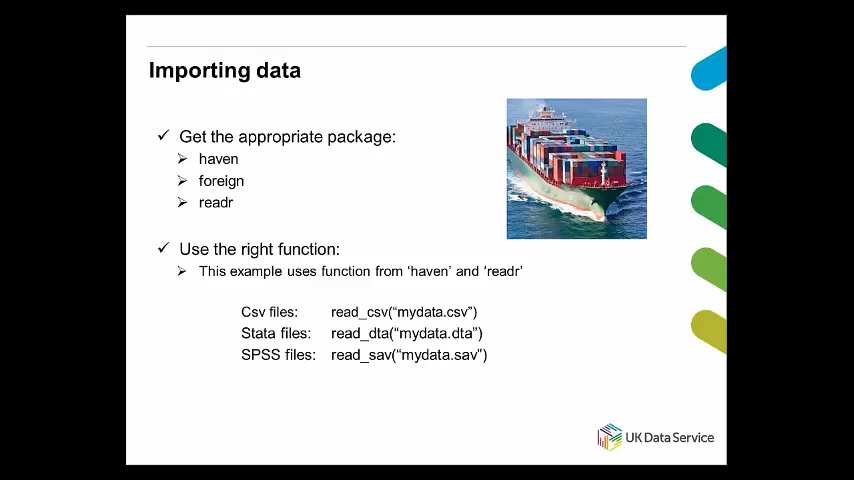 Importing data
✓ Get the appropriate package:
➢ haven
➢ foreign
➢ readr
✓ Use the right function:
➢ This example uses function from ‘haven’ and ‘readr’
Csv files: read_csv(“mydata.csv”)
Stata files: read_dta(“mydata.dta”)
SPSS files: read_sav(“mydata.sav”)
UK Data Service